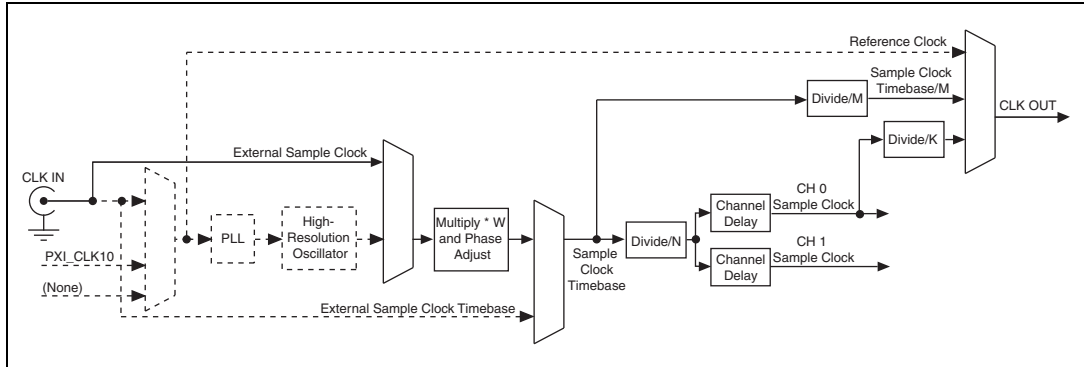 Reference Clock
Sample Clock
Timebase/M
Divide/M
CLK OUT
Divide/K
External Sample Clock
CLK IN
CH 0
Sample Clock
Channel
Delay
High-
Resolution
Oscillator
Multiply * W
and Phase
Adjust
PLL
Divide/N
PXI_CLK10
Sample
Clock
Timebase
CH 1
Sample Clock
Channel
Delay
(None)
External Sample Clock Timebase